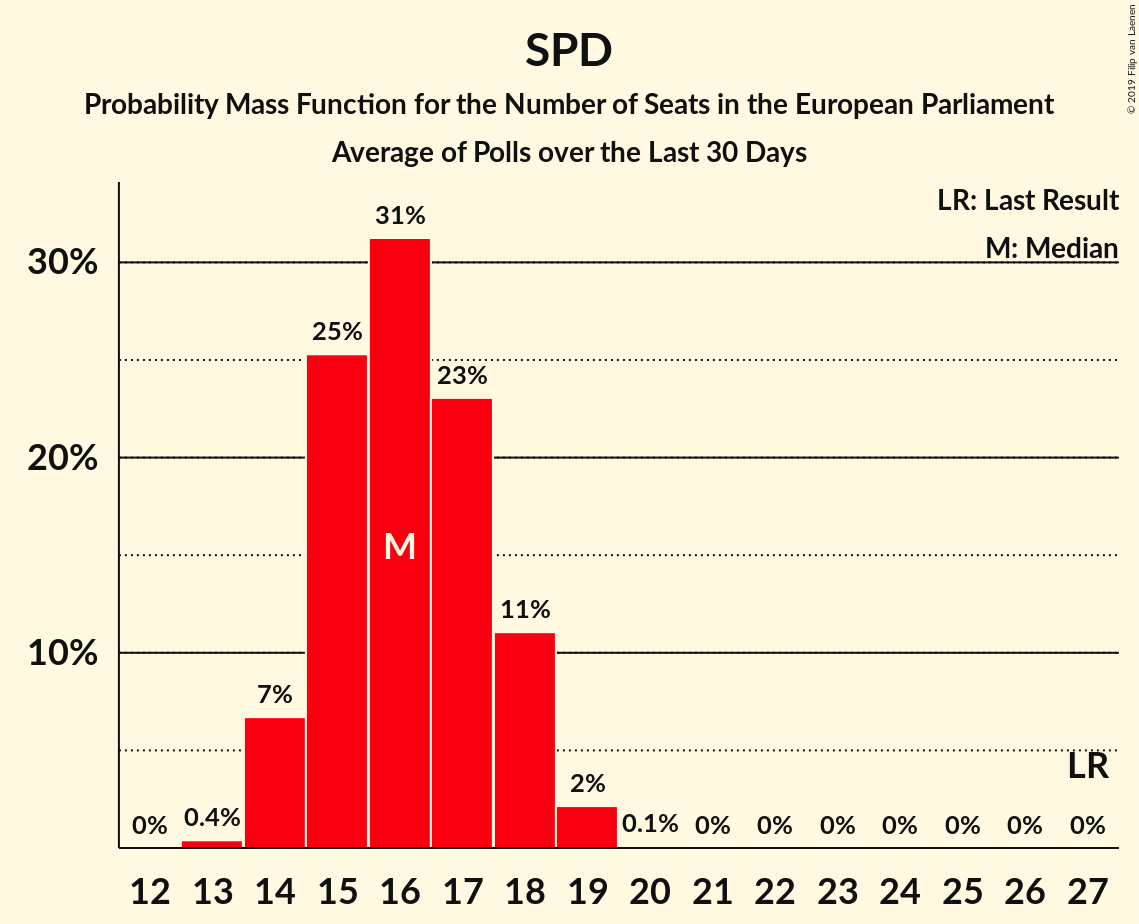 SPD
Probability Mass Function for the Number of Seats in the European Parliament
Average of Polls over the Last 30 Days
© 2019 Filip van Laenen
LR: Last Result
M: Median
30%
20%
10%
0%
0.4%
7%
25%
31%
23%
11%
2%
0.1%
0%
0%
0%
0%
0%
0%
0%
M
LR
12 13 14 15 16 17 18 19 20 21 22 23 24 25 26 27